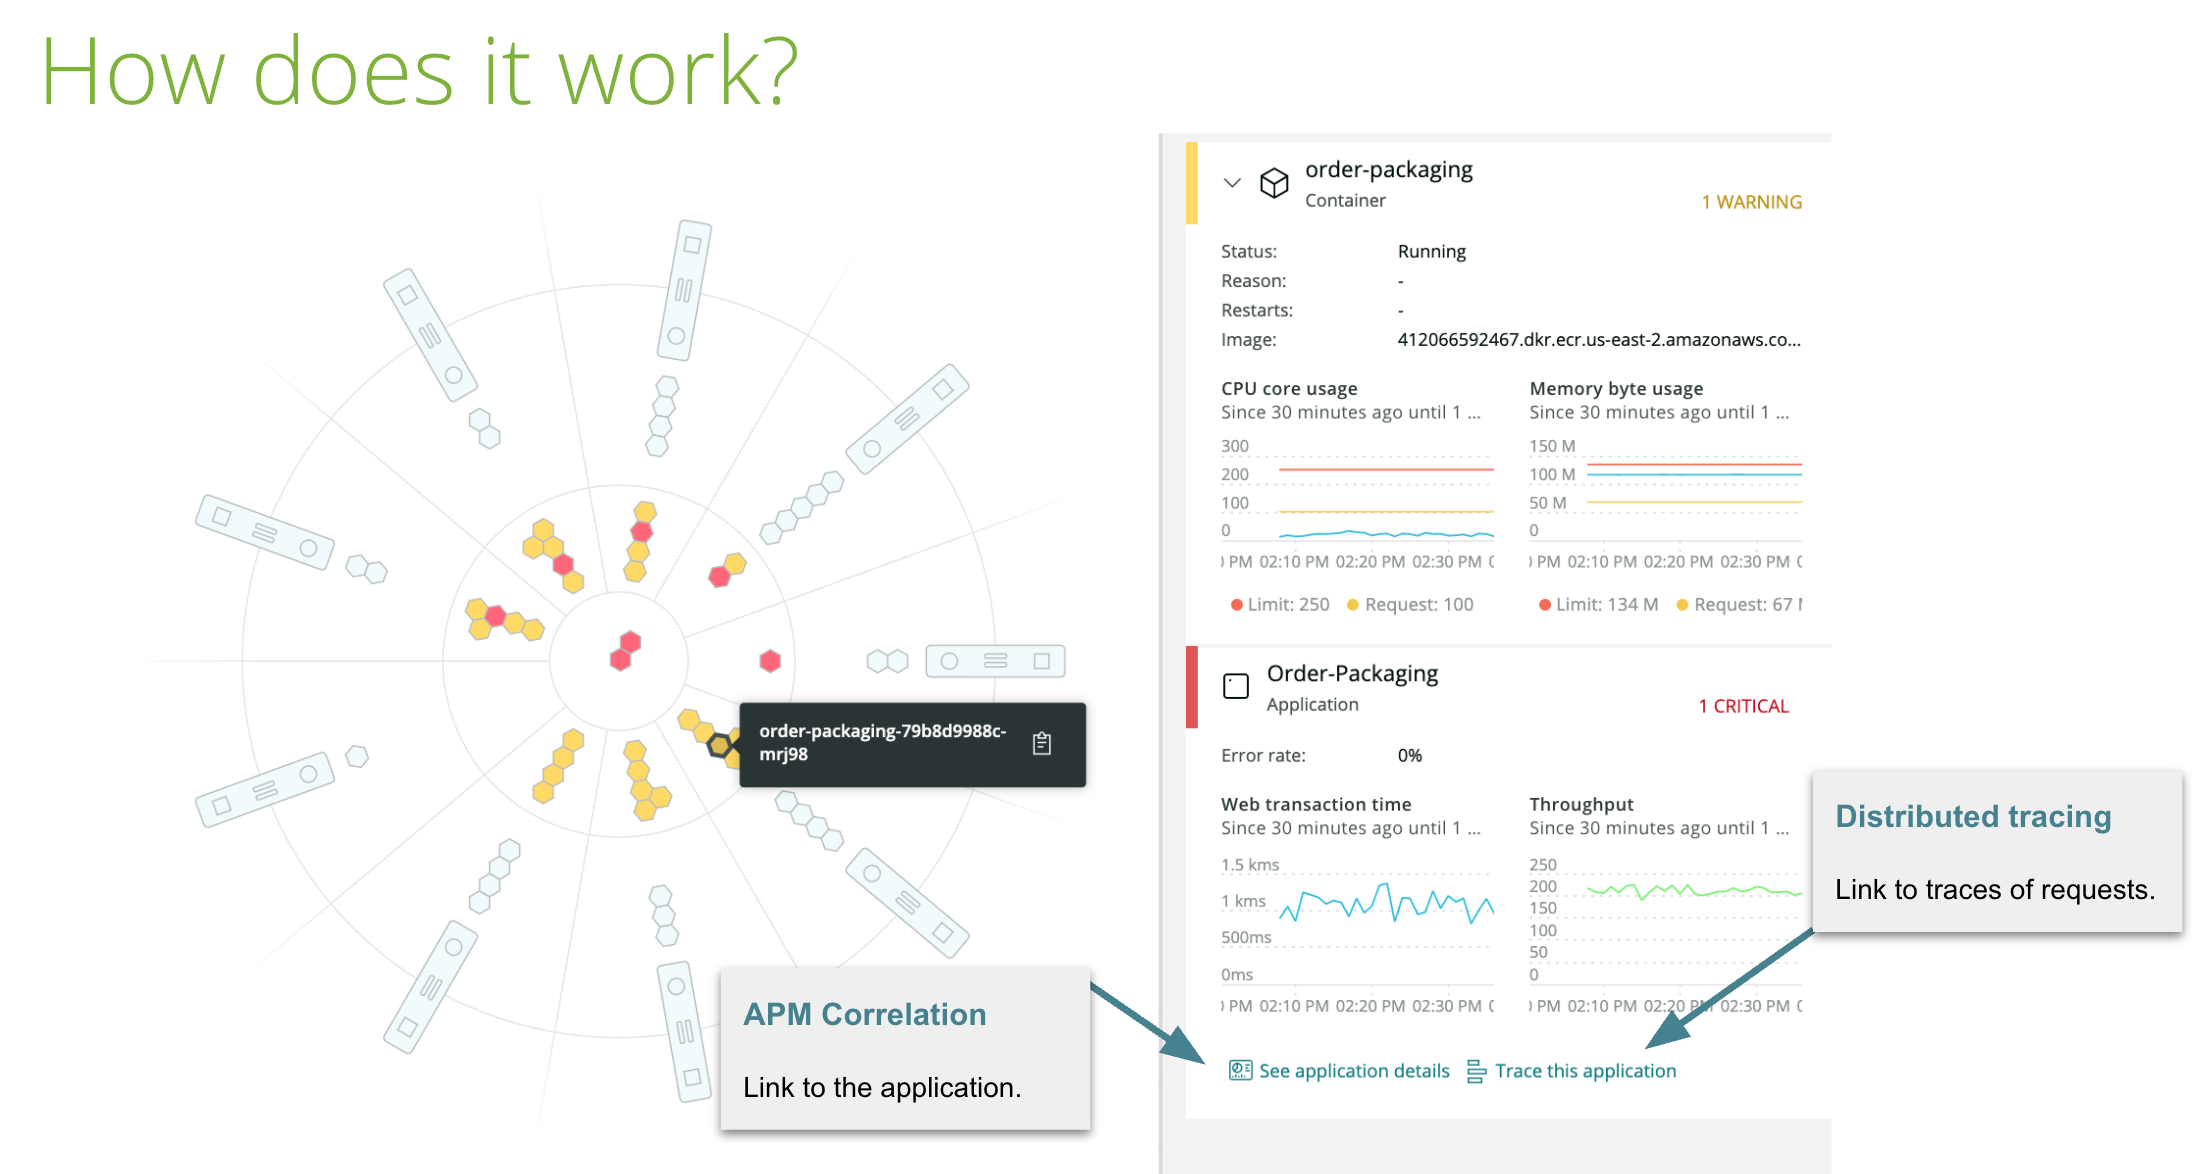 How does it work?
order-packaging
Container
1 WARNING
Status: Running
Reason: -
Restarts: -
Image: 412066592467.dkr.ecr.us-east-2.amazonaws.co...
CPU core usage
Since 30 minutes ago until 1 ...
300
200
100
0
PM 02:10 PM 02:20 PM 02:30 PM
Limit: 250 Request: 100
Memory byte usage
Since 30 minutes ago until 1 ...
150 M
100 M
50 M
0
PM 02:10 PM 02:20 PM 02:30 PM
Limit: 134 M Request: 67
order-packaging-79b8d9988c-
mrj98
Order-Packaging
Application
1 CRITICAL
Error rate: 0%
Web transaction time
Since 30 minutes ago until 1 ...
1.5 kms
1 kms
500ms
0ms
PM 02:10 PM 02:20 PM 02:30 PM
Throughput
Since 30 minutes ago until 1 ...
250
200
150
100
50
0
PM 02:10 PM 02:20 PM 02:30 PM
See application details Trace this application
Distributed tracing
Link to traces of requests.
APM Correlation
Link to the application.